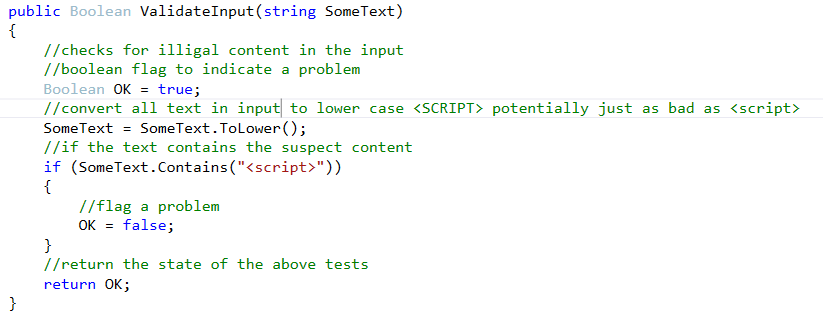 public Boolean ValidateInput(string SomeText)
{
    //checks for illigal content in the input
    //boolean flag to indicate a problem
    Boolean OK = true;
    //convert all text in input to lower case <SCRIPT> potentially just as bad as <script>
    SomeText = SomeText.ToLower();
    //if the text contains the suspect content
    if (SomeText.Contains("<script>"))
    {
        //flag a problem
        OK = false;
    }
    //return the state of the above tests
    return OK;
}